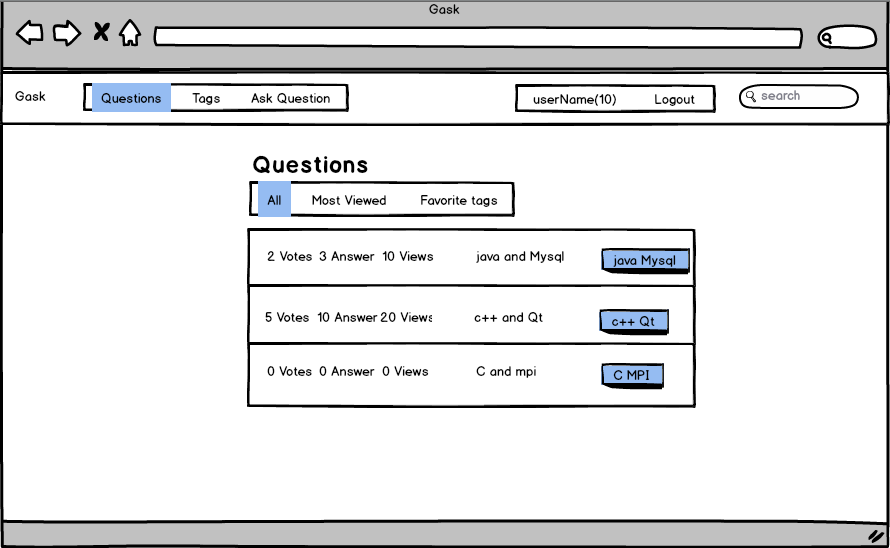 Gask
Gask Questions Tags Ask Question userName(10) Logout search
Questions
All Most Viewed Favorite tags
2 Votes 3 Answer 10 Views java and Mysql java Mysql
5 Votes 10 Answer 20 Views c++ and Qt c++ Qt
0 Votes 0 Answer 0 Views C and mpi C MPI